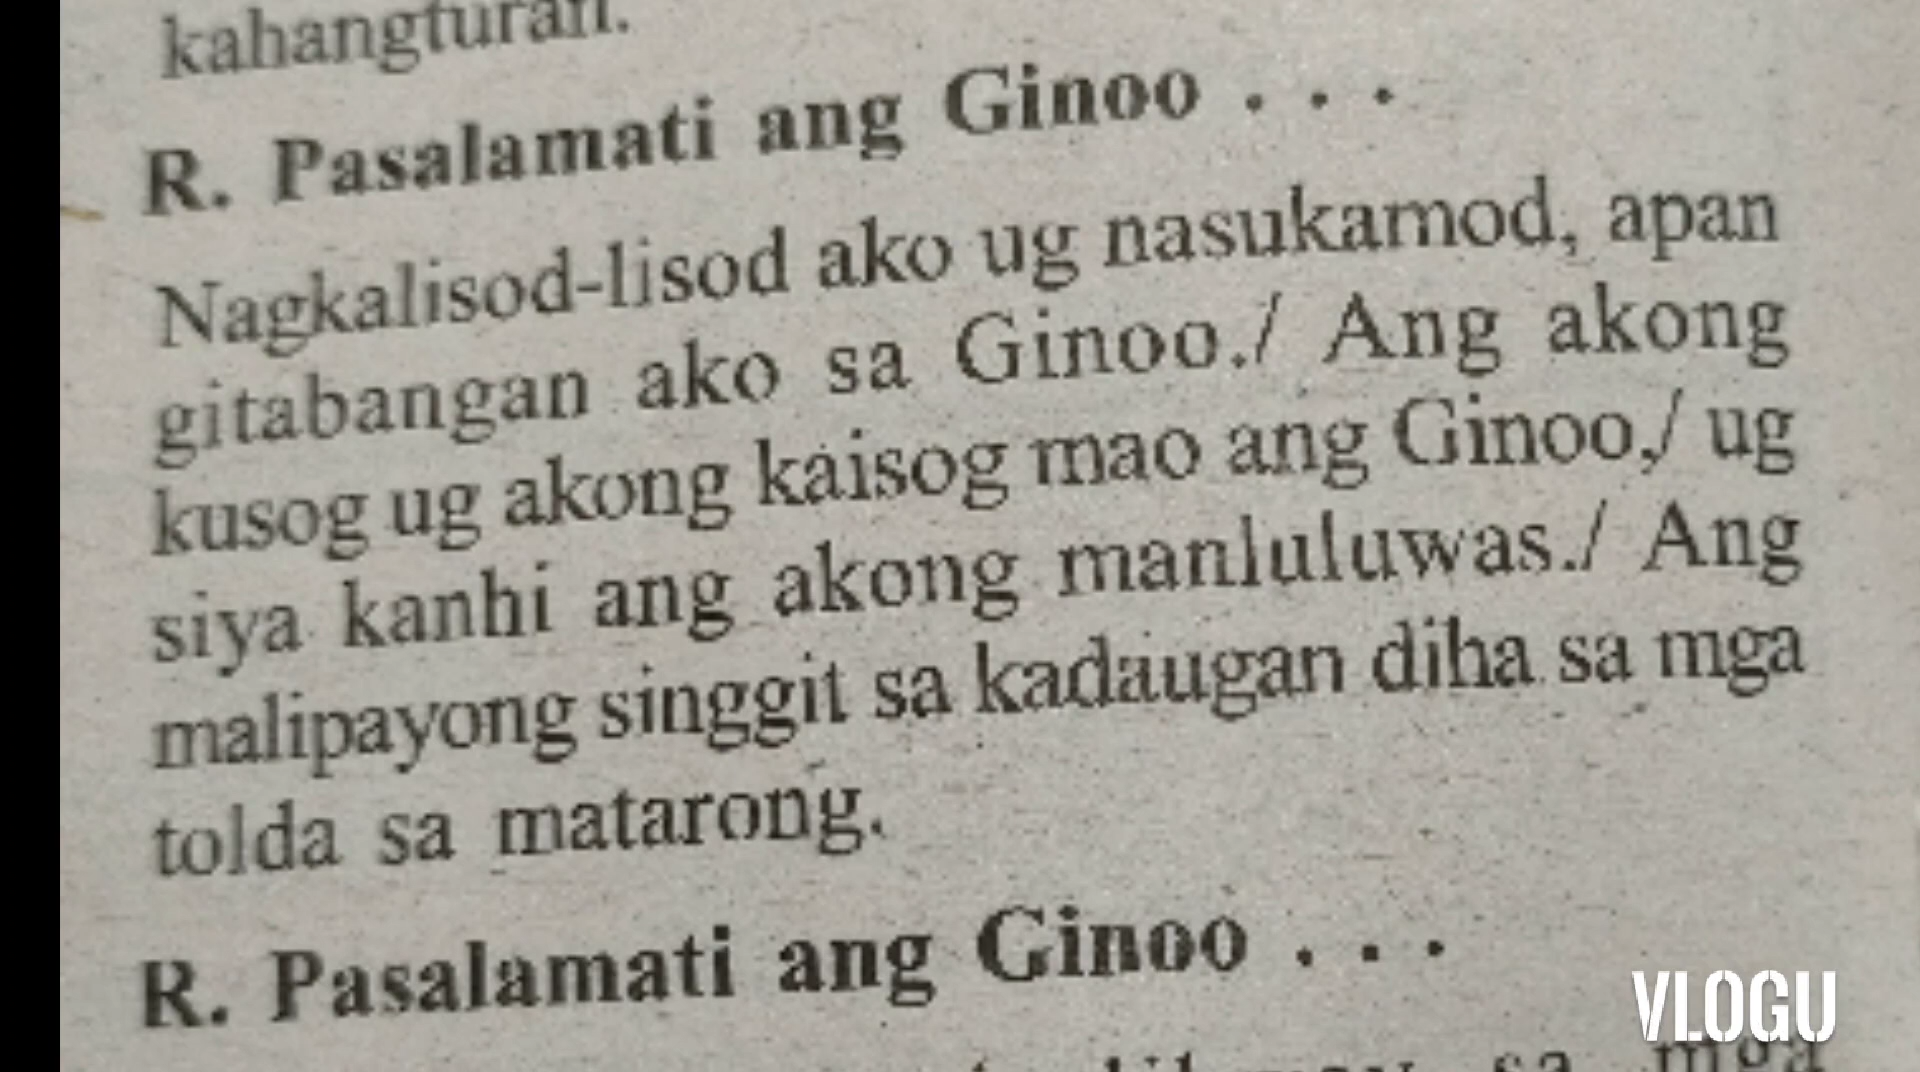 kahangturan.
R. Pasalamati ang Ginoo . . .
Nagkalisod-lisod ako ug nasukamod, apan
gitabangan ako sa Ginoo./ Ang akong
kusog ug akong kaisog mao ang Ginoo,/ ug
siya kanhi ang akong manluluwas./ Ang
malipayong singgit sa kadaugan diha sa mga
tolda sa matarong.
R. Pasalamati ang Ginoo . . .
sa mga
VLOGU